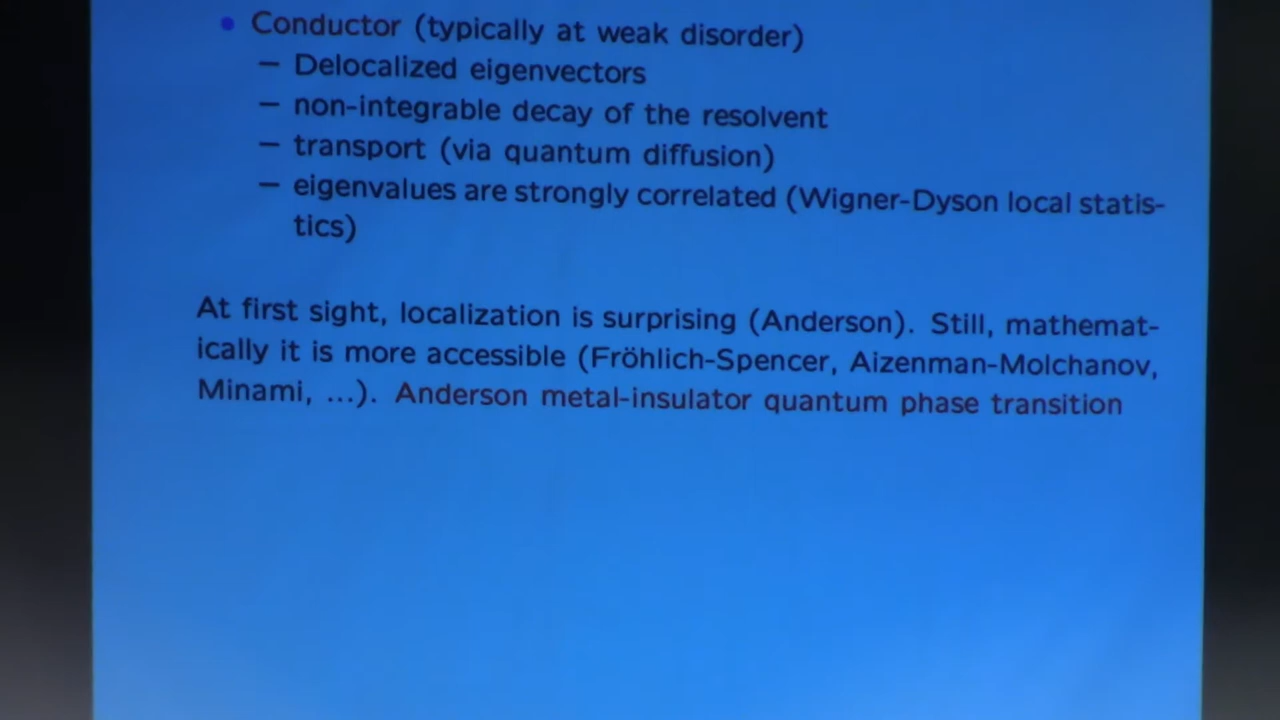 • Conductor (typically at weak disorder)
– Delocalized eigenvectors
– non-integrable decay of the resolvent
– transport (via quantum diffusion)
– eigenvalues are strongly correlated (Wigner-Dyson local statis-
tics)
At first sight, localization is surprising (Anderson). Still, mathemat-
ically it is more accessible (Fröhlich-Spencer, Aizenman-Molchanov,
Minami, ...). Anderson metal-insulator quantum phase transition